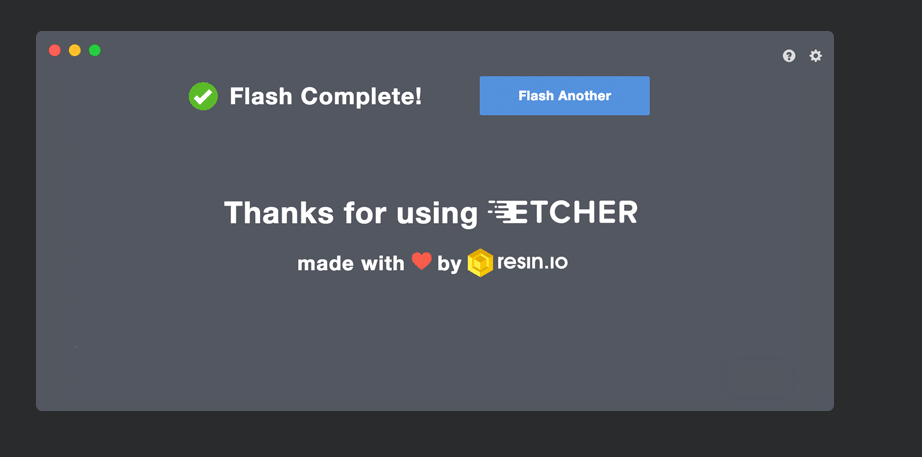 Flash Complete!
Flash Another
Thanks for using ETCHER
made with by resin.io